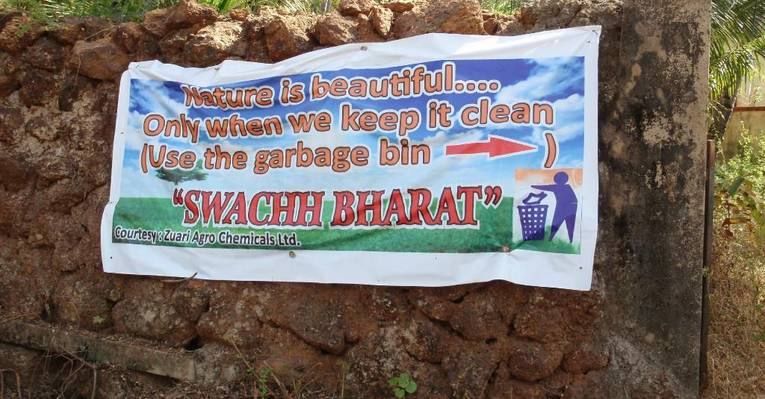 Nature is beautiful....
Only when we keep it clean
(Use the garbage bin )
“SWACHH BHARAT”
Courtesy : Zuari Agro Chemicals Ltd.